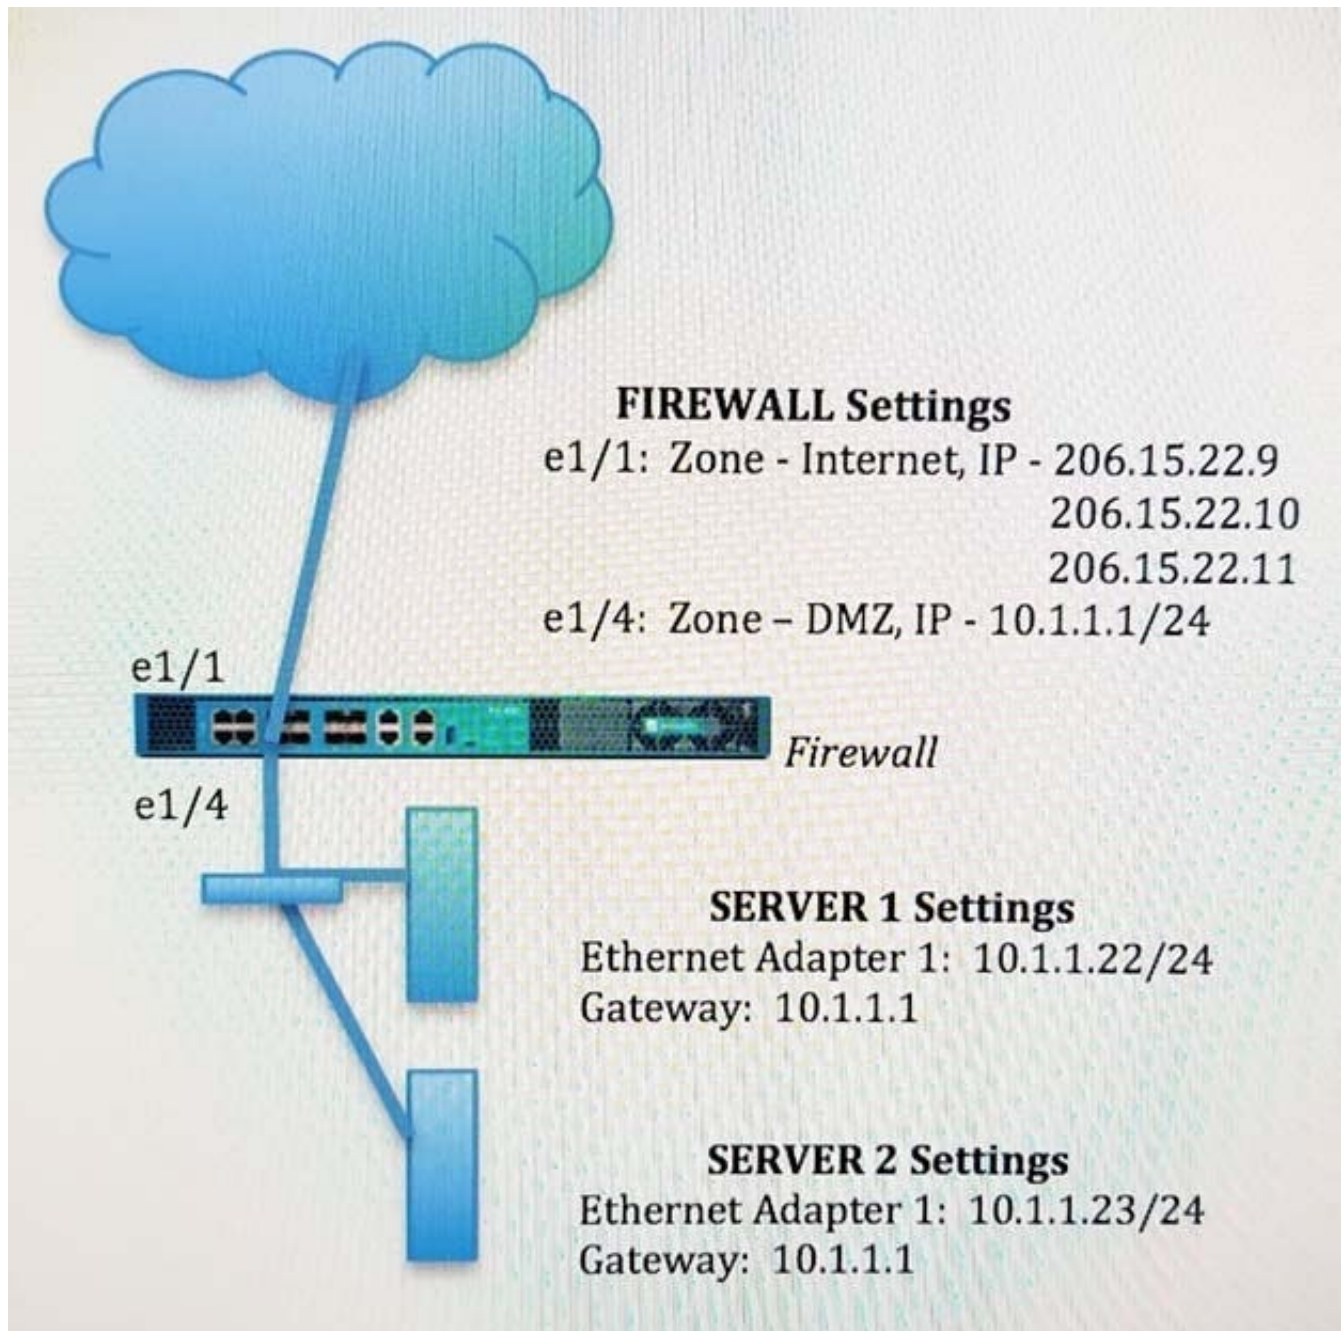 FIREWALL Settings
e1/1: Zone - Internet, IP - 206.15.22.9
206.15.22.10
206.15.22.11
e1/4: Zone – DMZ, IP - 10.1.1.1/24
e1/1
Firewall
e1/4
SERVER 1 Settings
Ethernet Adapter 1: 10.1.1.22/24
Gateway: 10.1.1.1
SERVER 2 Settings
Ethernet Adapter 1: 10.1.1.23/24
Gateway: 10.1.1.1